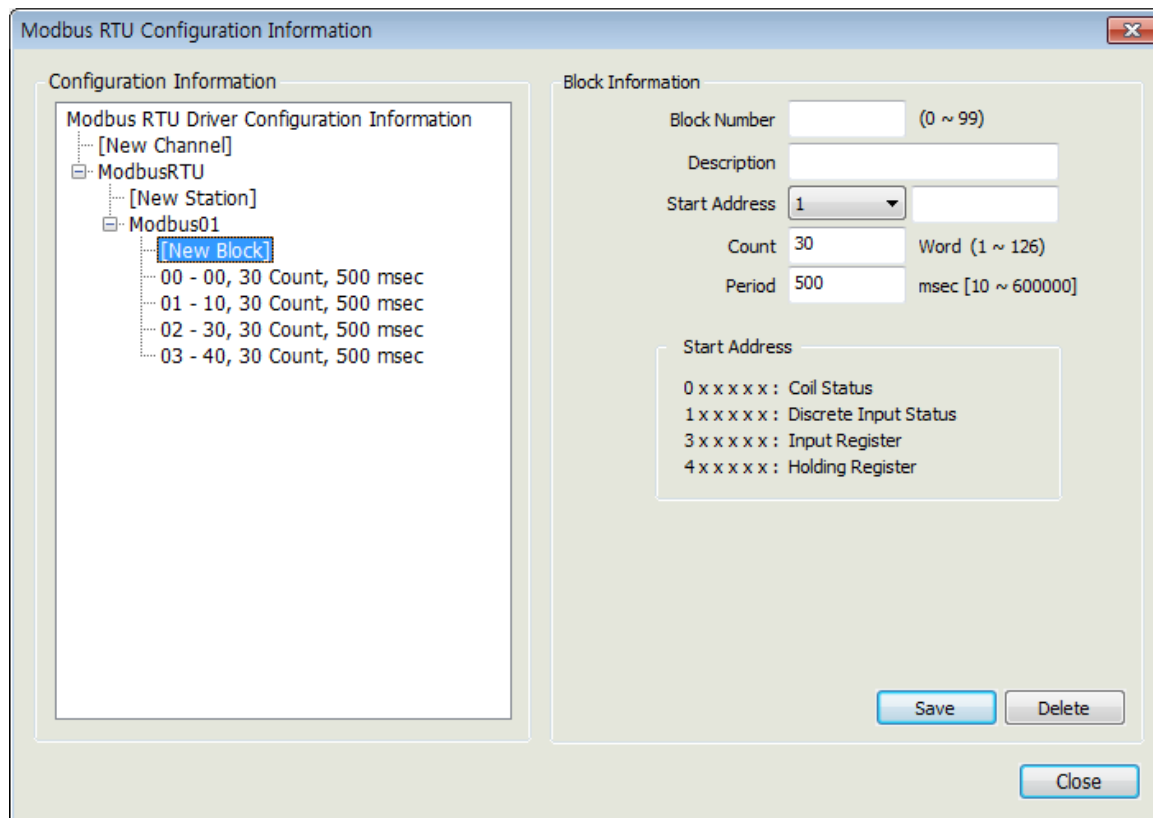 Modbus RTU Configuration Information
Configuration Information
Modbus RTU Driver Configuration Information
[New Channel]
ModbusRTU
[New Station]
Modbus01
[New Block]
00 - 00, 30 Count, 500 msec
01 - 10, 30 Count, 500 msec
02 - 30, 30 Count, 500 msec
03 - 40, 30 Count, 500 msec
Block Information
Block Number (0 ~ 99)
Description
Start Address 1
Count 30 Word (1 ~ 126)
Period 500 msec [10 ~ 600000]
Start Address
0 x x x x x : Coil Status
1 x x x x x : Discrete Input Status
3 x x x x x : Input Register
4 x x x x x : Holding Register
Save Delete
Close